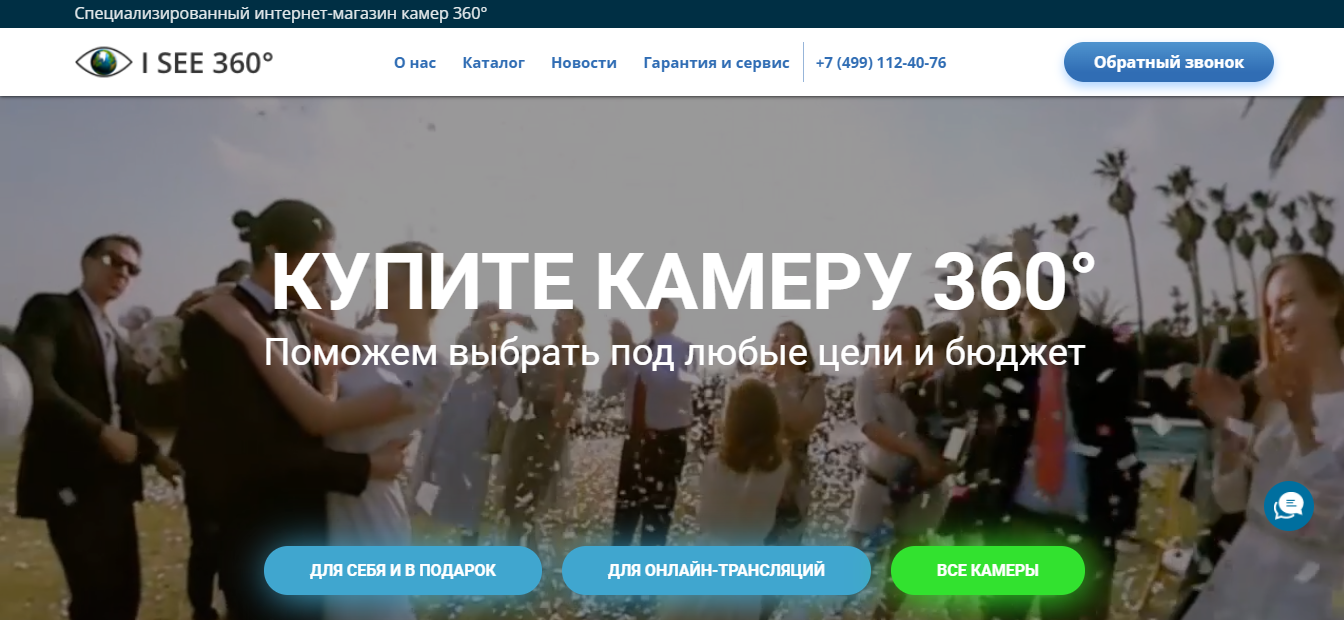 Специализированный интернет-магазин камер 360°
I SEE 360°
О нас
Каталог
Новости
Гарантия и сервис
+7 (499) 112-40-76
Обратный звонок
КУПИТЕ КАМЕРУ 360°
Поможем выбрать под любые цели и бюджет
ДЛЯ СЕБЯ И В ПОДАРОК
ДЛЯ ОНЛАЙН-ТРАНСЛЯЦИЙ
ВСЕ КАМЕРЫ